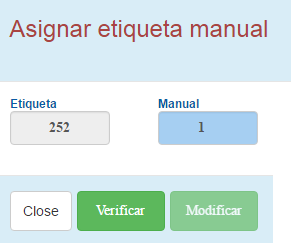 Asignar etiqueta manual
Etiqueta Manual
252 1
Close Verificar Modificar